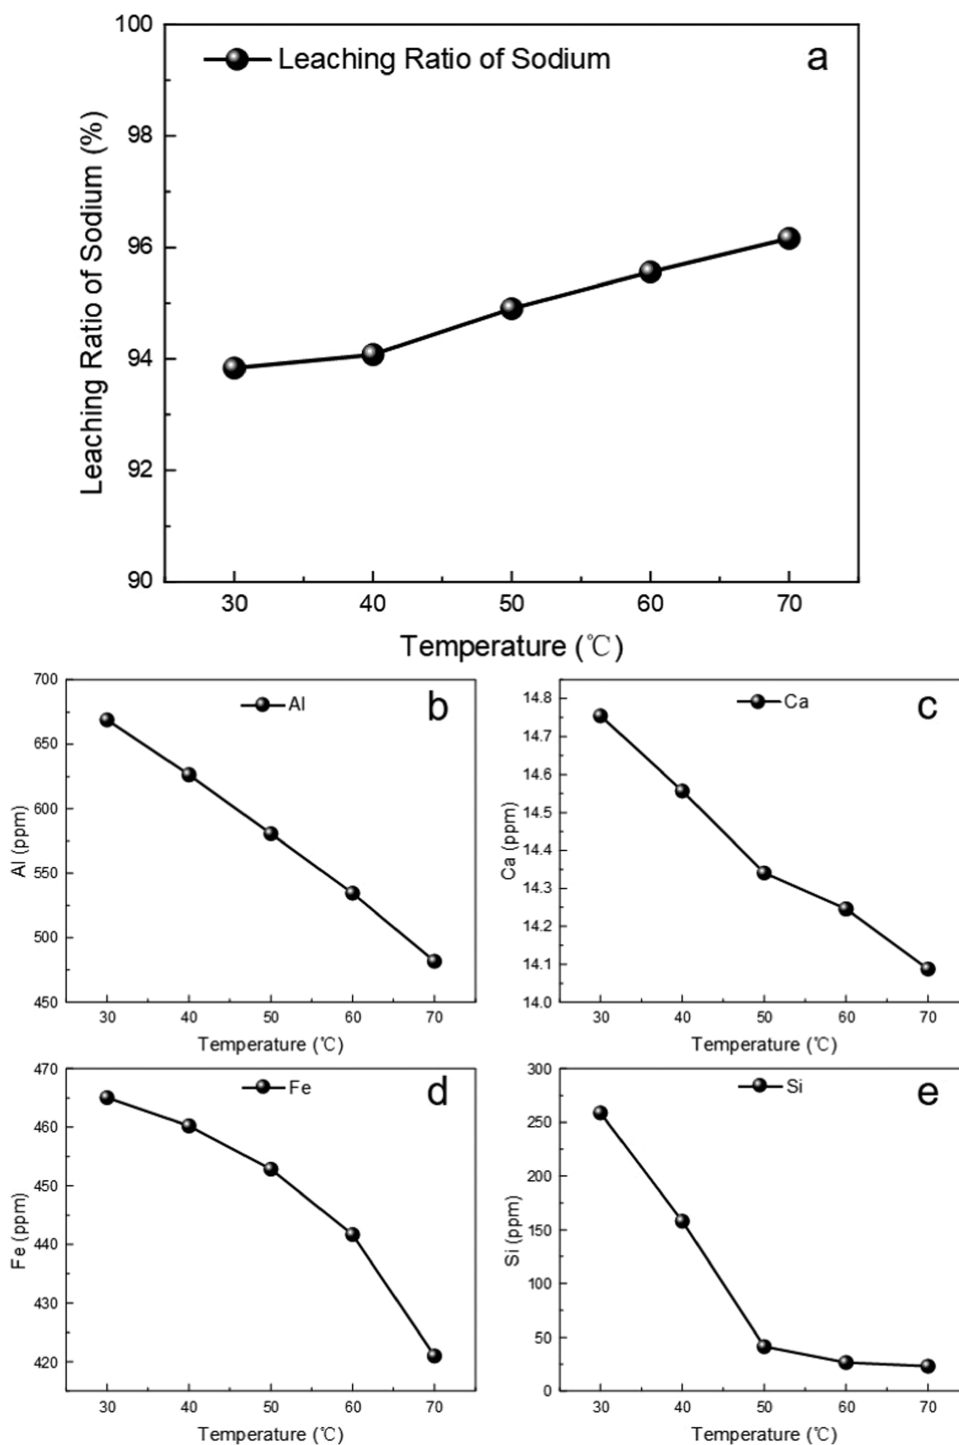 100
Leaching Ratio of Sodium
a
98
96
94
92
90
Leaching Ratio of Sodium (%)
30 40 50 60 70
Temperature (℃)
700
Al
b
650
600
550
500
450
Al (ppm)
30 40 50 60 70
Temperature (℃)
Ca
c
14.8
14.7
14.6
14.5
14.4
14.3
14.2
14.1
14.0
Ca (ppm)
30 40 50 60 70
Temperature (℃)
470
Fe
d
460
450
440
430
420
Fe (ppm)
30 40 50 60 70
Temperature (℃)
300
Si
e
250
200
150
100
50
0
Si (ppm)
30 40 50 60 70
Temperature (℃)